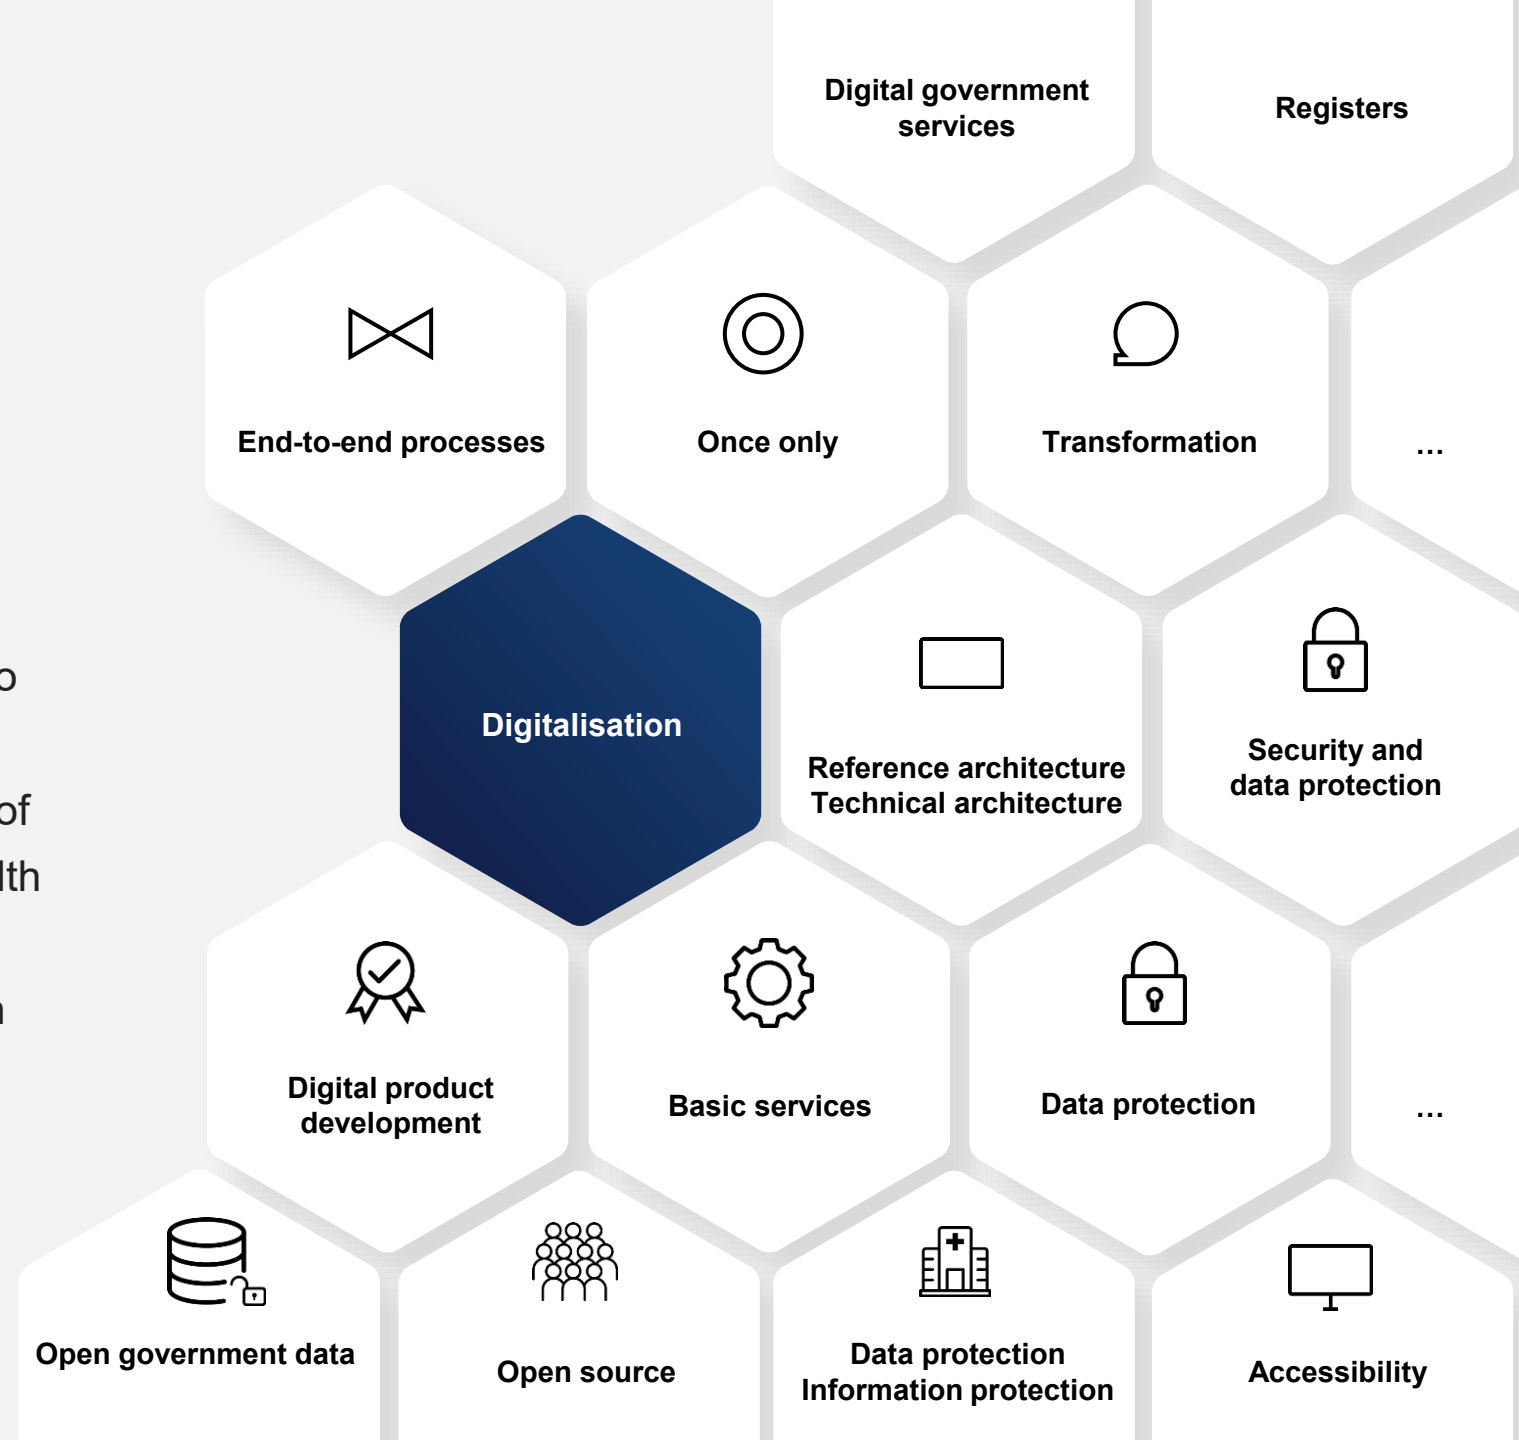 Digital government
services
Registers
End-to-end processes
Once only
Transformation
...
Digitalisation
Reference architecture
Technical architecture
Security and
data protection
of
Digital product
development
Basic services
Data protection
...
Open government data
Open source
Data protection
Information protection
Accessibility